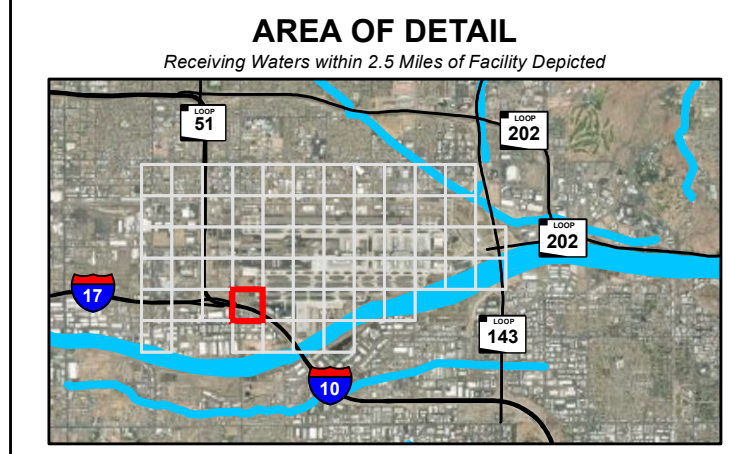 AREA OF DETAIL
Receiving Waters within 2.5 Miles of Facility Depicted
LOOP
51
LOOP
202
LOOP
202
17
LOOP
143
10